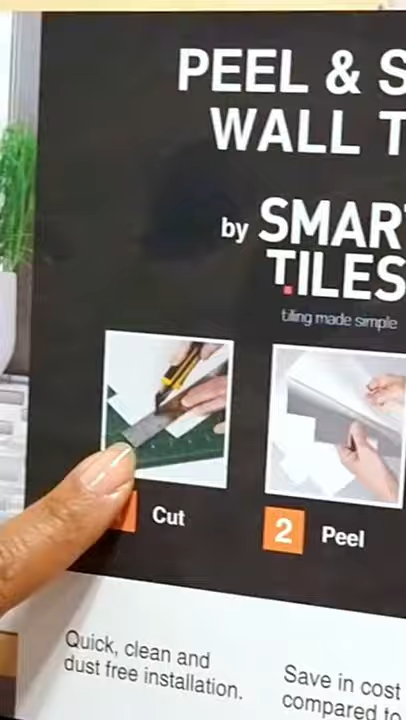 PEEL & S
WALL T
by SMAR
TILES
tiling made simple
Cut
2 Peel
Quick, clean and
dust free installation.
Save in cost
compared to